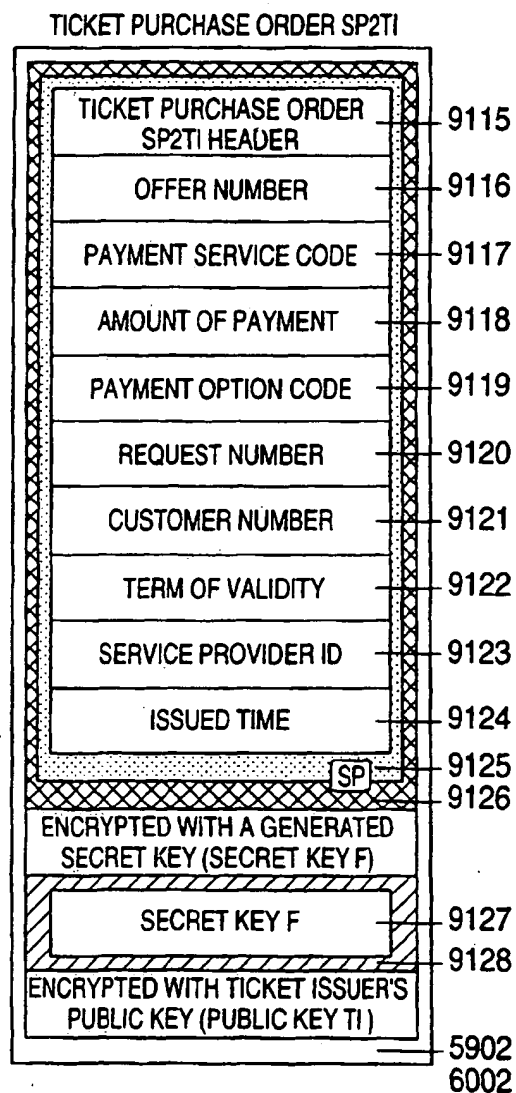 TICKET PURCHASE ORDER SP2TI
TICKET PURCHASE ORDER
SP2TI HEADER
9115
OFFER NUMBER
9116
PAYMENT SERVICE CODE
9117
AMOUNT OF PAYMENT
9118
PAYMENT OPTION CODE
9119
REQUEST NUMBER
9120
CUSTOMER NUMBER
9121
TERM OF VALIDITY
9122
SERVICE PROVIDER ID
9123
ISSUED TIME
9124
SP
9125
9126
ENCRYPTED WITH A GENERATED
SECRET KEY (SECRET KEY F)
SECRET KEY F
9127
9128
ENCRYPTED WITH TICKET ISSUER'S
PUBLIC KEY (PUBLIC KEY TI )
5902
6002